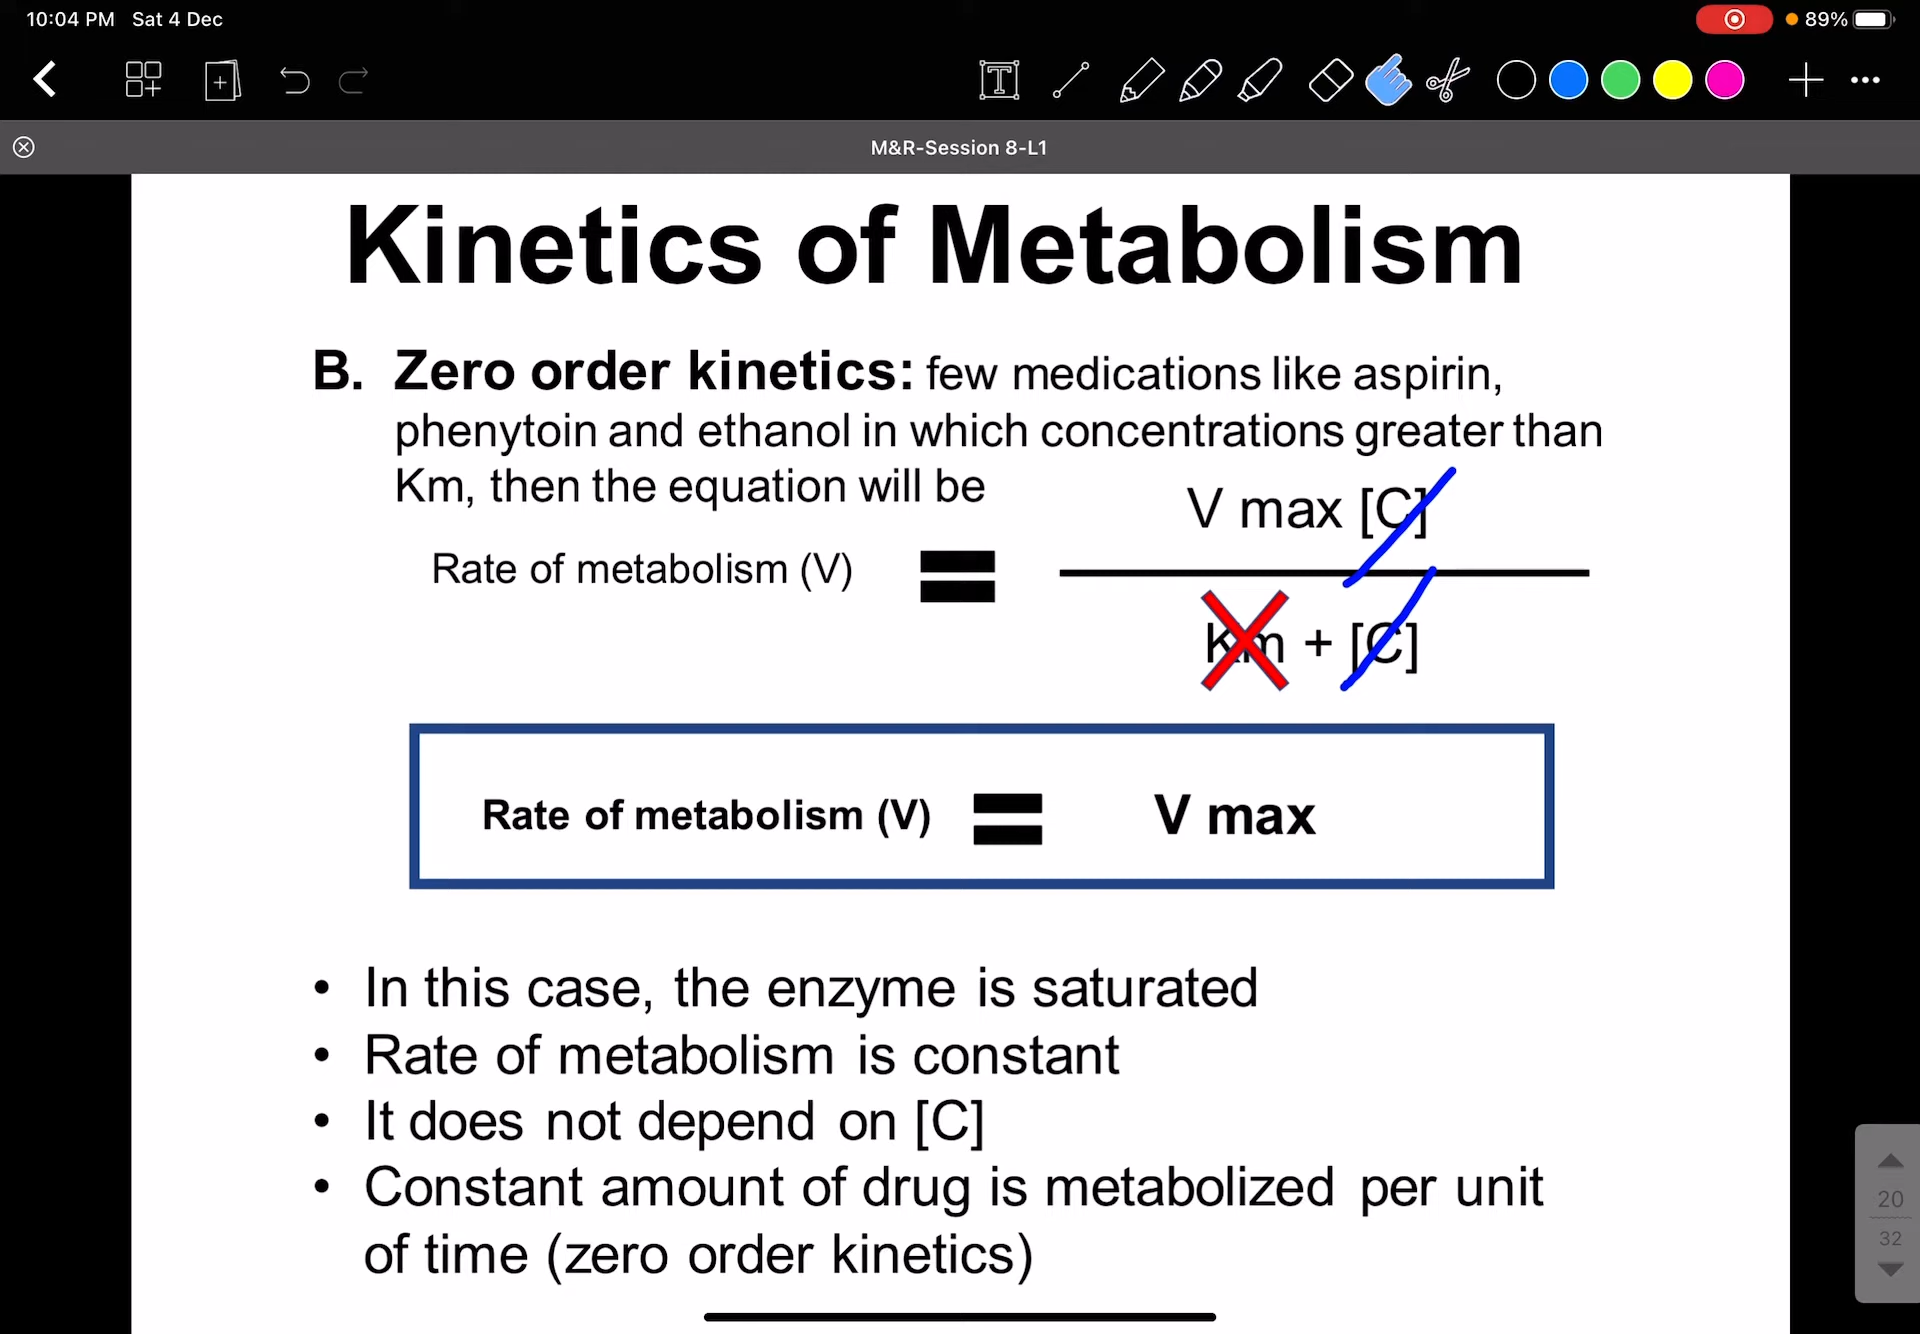 10:04 PM Sat 4 Dec
89%
T
M&R-Session 8-L1
Kinetics of Metabolism
B. Zero order kinetics: few medications like aspirin,
phenytoin and ethanol in which concentrations greater than
Km, then the equation will be
V max [C]
Rate of metabolism (V) =
Km + [C]
Rate of metabolism (V) = V max
• In this case, the enzyme is saturated
• Rate of metabolism is constant
• It does not depend on [C]
• Constant amount of drug is metabolized per unit
of time (zero order kinetics)
20
32